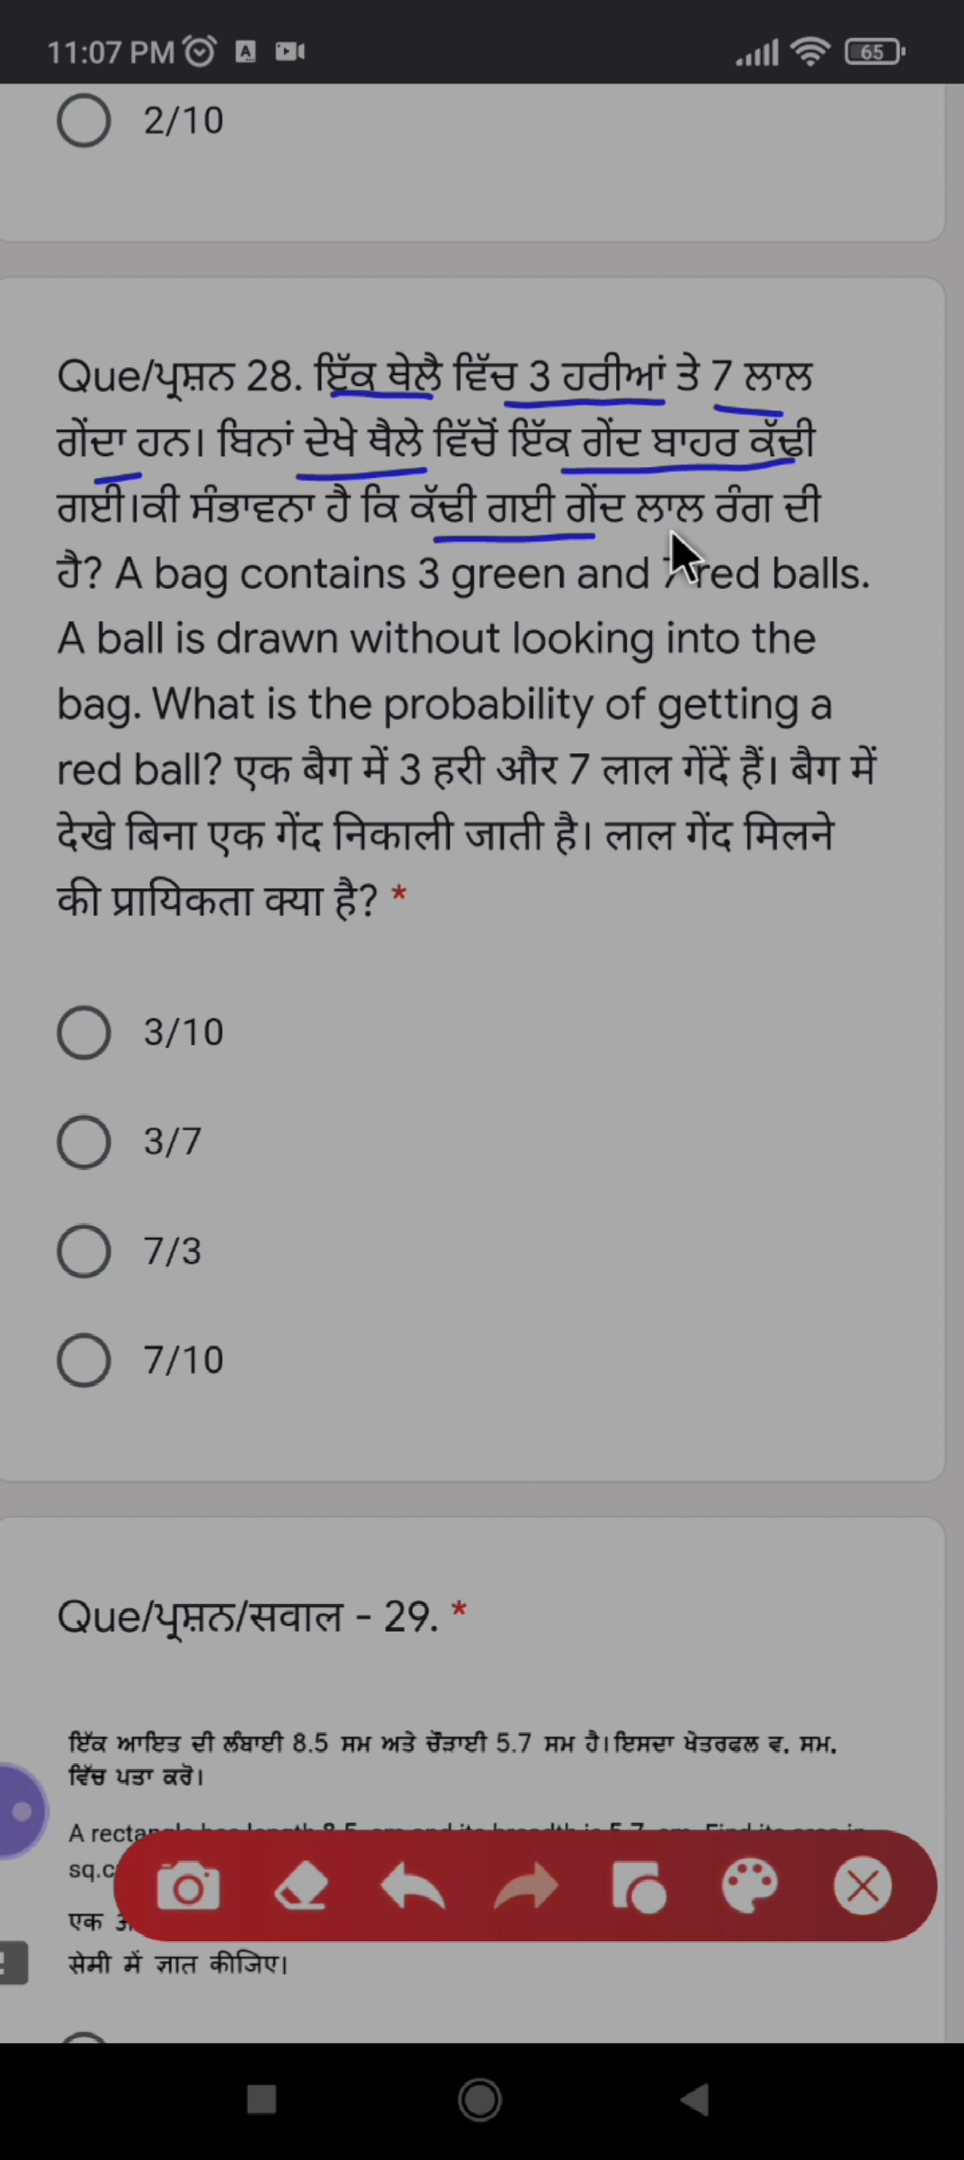 11:07 PM
65
2/10
Que/ਪ੍ਰਸ਼ਨ 28. ਇੱਕ ਥੇਲੈ ਵਿੱਚ 3 ਹਰੀਆਂ ਤੇ 7 ਲਾਲ
ਗੇਂਦਾ ਹਨ। ਬਿਨਾਂ ਦੇਖੇ ਥੈਲੇ ਵਿੱਚੋਂ ਇੱਕ ਗੇਂਦ ਬਾਹਰ ਕੱਢੀ
ਗਈ।ਕੀ ਸੰਭਾਵਨਾ ਹੈ ਕਿ ਕੱਢੀ ਗਈ ਗੇਂਦ ਲਾਲ ਰੰਗ ਦੀ
ਹੈ? A bag contains 3 green and 7 red balls.
A ball is drawn without looking into the
bag. What is the probability of getting a
red ball? एक बैग में 3 हरी और 7 लाल गेंदें हैं। बैग में
देखे बिना एक गेंद निकाली जाती है। लाल गेंद मिलने
की प्रायिकता क्या है? *
3/10
3/7
7/3
7/10
Que/ਪ੍ਰਸ਼ਨ/सवाल - 29. *
ਇੱਕ ਆਇਤ ਦੀ ਲੰਬਾਈ 8.5 ਸਮ ਅਤੇ ਚੌੜਾਈ 5.7 ਸਮ ਹੈ।ਇਸਦਾ ਖੇਤਰਫਲ ਵ. ਸਮ.
ਵਿੱਚ ਪਤਾ ਕਰੋ।
A
एक
सेमी में ज्ञात कीजिए।